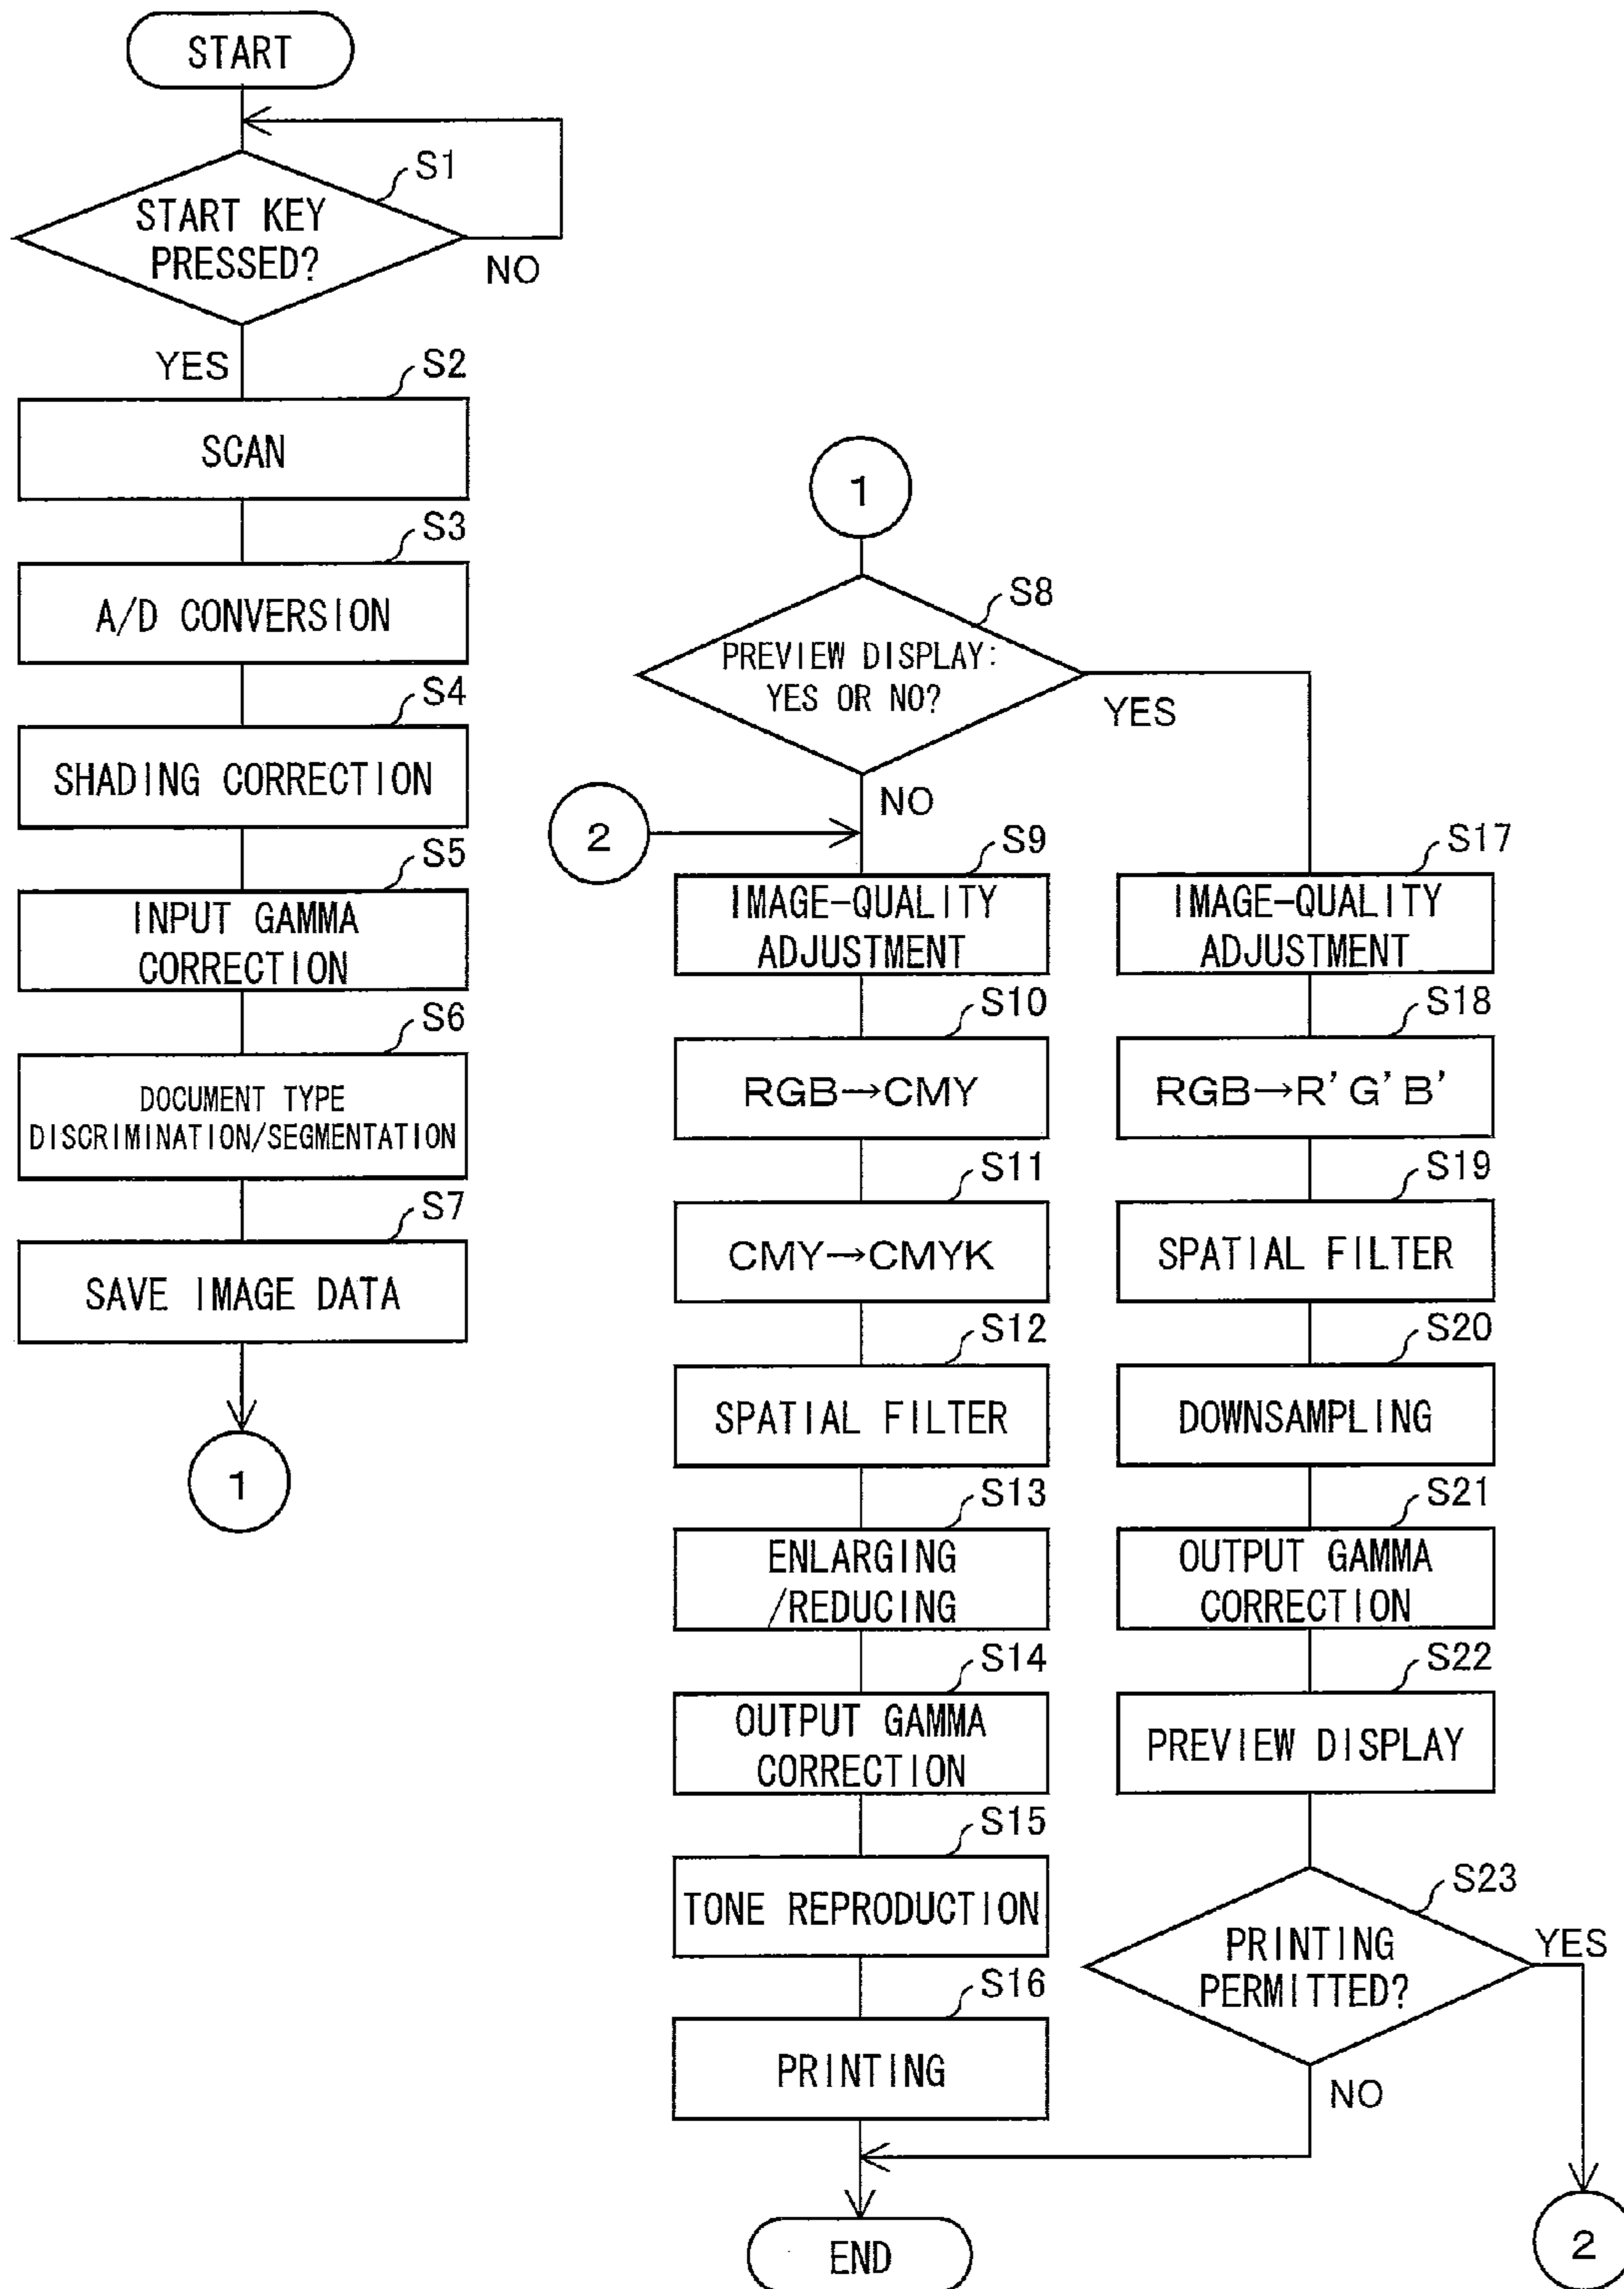 START
S1
START KEY
PRESSED?
NO
YES
S2
SCAN
S3
A/D CONVERSION
S4
SHADING CORRECTION
S5
INPUT GAMMA
CORRECTION
S6
DOCUMENT TYPE
DISCRIMINATION/SEGMENTATION
S7
SAVE IMAGE DATA
1
1
S8
PREVIEW DISPLAY:
YES OR NO?
YES
NO
2
S9
IMAGE-QUALITY
ADJUSTMENT
S10
RGB→CMY
S11
CMY→CMYK
S12
SPATIAL FILTER
S13
ENLARGING
/REDUCING
S14
OUTPUT GAMMA
CORRECTION
S15
TONE REPRODUCTION
S16
PRINTING
END
S17
IMAGE-QUALITY
ADJUSTMENT
S18
RGB→R'G'B'
S19
SPATIAL FILTER
S20
DOWNSAMPLING
S21
OUTPUT GAMMA
CORRECTION
S22
PREVIEW DISPLAY
S23
PRINTING
PERMITTED?
YES
NO
2